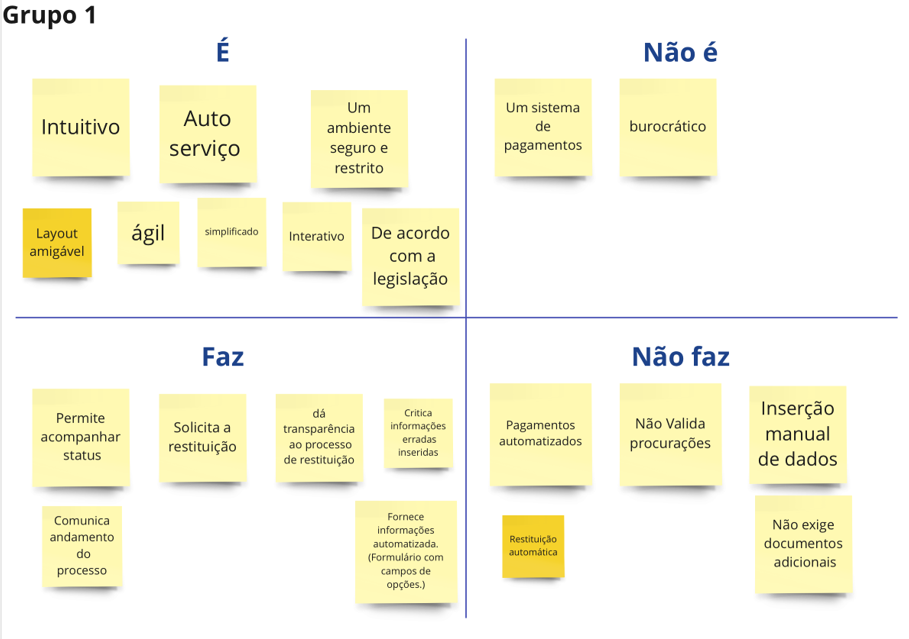 Grupo 1
É
Intuitivo
Auto
serviço
Um
ambiente
seguro e
restrito
Layout
amigável
ágil
simplificado
Interativo
De acordo
com a
legislação
Não é
Um sistema
de
pagamentos
burocrático
Faz
Permite
acompanhar
status
Solicita a
restituição
dá
transparência
ao processo
de restituição
Critica
informações
erradas
inseridas
Comunica
andamento
do
processo
Fornece
informações
automatizada.
(Formulário com
campos de
opções.)
Não faz
Pagamentos
automatizados
Não Valida
procurações
Inserção
manual
de dados
Restituição
automática
Não exige
documentos
adicionais